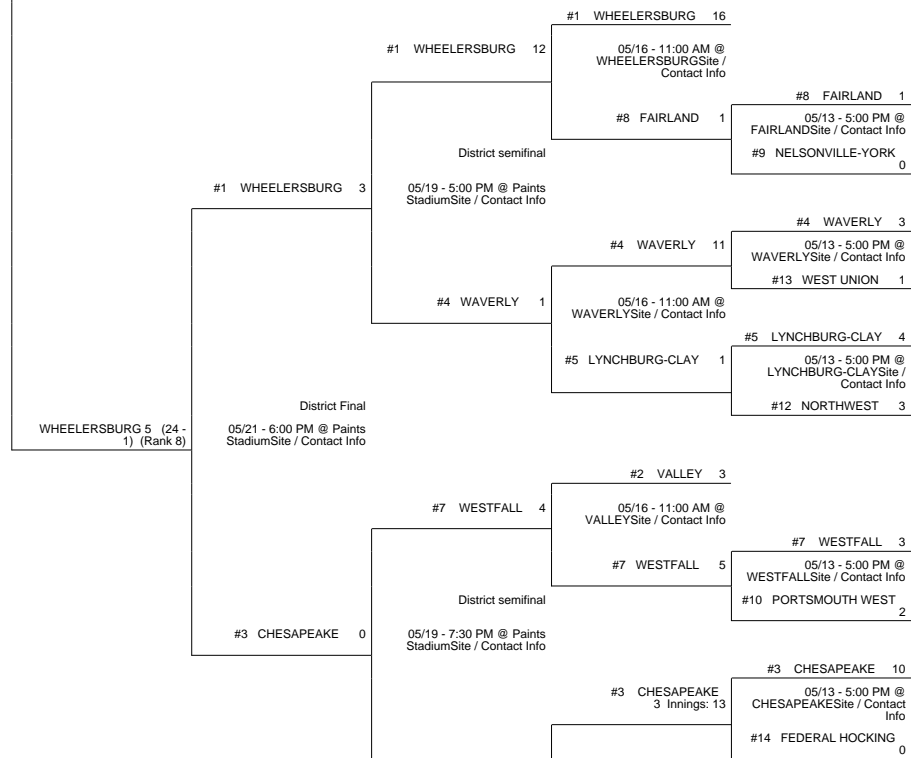 #1 WHEELERSBURG 16
#1 WHEELERSBURG 12
05/16 - 11:00 AM @
WHEELERSBURGSite /
Contact Info
#8 FAIRLAND 1
#8 FAIRLAND 1
05/13 - 5:00 PM @
FAIRLANDSite / Contact Info
#9 NELSONVILLE-YORK
0
District semifinal
#1 WHEELERSBURG 3
05/19 - 5:00 PM @ Paints
StadiumSite / Contact Info
#4 WAVERLY 3
#4 WAVERLY 11
05/13 - 5:00 PM @
WAVERLYSite / Contact Info
#13 WEST UNION 1
#4 WAVERLY 1
05/16 - 11:00 AM @
WAVERLYSite / Contact Info
#5 LYNCHBURG-CLAY 4
#5 LYNCHBURG-CLAY 1
05/13 - 5:00 PM @
LYNCHBURG-CLAYSite /
Contact Info
#12 NORTHWEST 3
District Final
WHEELERSBURG 5 (24 -
1) (Rank 8)
05/21 - 6:00 PM @ Paints
StadiumSite / Contact Info
#2 VALLEY 3
#7 WESTFALL 4
05/16 - 11:00 AM @
VALLEYSite / Contact Info
#7 WESTFALL 3
#7 WESTFALL 5
05/13 - 5:00 PM @
WESTFALLSite / Contact Info
#10 PORTSMOUTH WEST
2
District semifinal
#3 CHESAPEAKE 0
05/19 - 7:30 PM @ Paints
StadiumSite / Contact Info
#3 CHESAPEAKE 10
#3 CHESAPEAKE
3 Innings: 13
05/13 - 5:00 PM @
CHESAPEAKESite / Contact
Info
#14 FEDERAL HOCKING
0